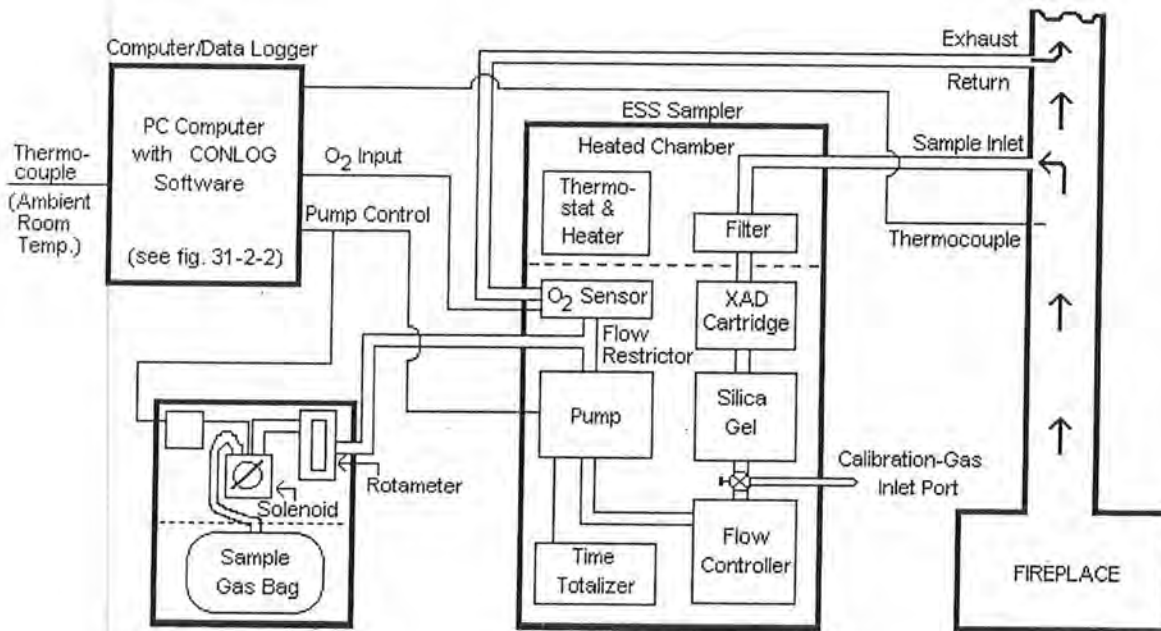 Computer/Data Logger
PC Computer
with CONLOG
Software
(see fig. 31-2-2)
Thermo-
couple
(Ambient
Room
Temp.)
O2 Input
Pump Control
Exhaust
Return
ESS Sampler
Heated Chamber
Sample Inlet
Thermo-
stat &
Heater
Filter
Thermocouple
O2 Sensor
XAD
Cartridge
Flow
Restrictor
Pump
Silica
Gel
Calibration-Gas
Inlet Port
Rotameter
Solenoid
Sample
Gas Bag
Time
Totalizer
Flow
Controller
FIREPLACE